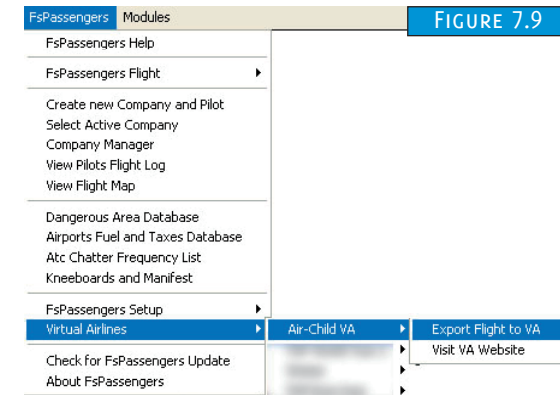 FsPassengers Modules
FIGURE 7.9
FsPassengers Help
FsPassengers Flight
Create new Company and Pilot
Select Active Company
Company Manager
View Pilots Flight Log
View Flight Map
Dangerous Area Database
Airports Fuel and Taxes Database
Atc Chatter Frequency List
Kneeboards and Manifest
FsPassengers Setup
Virtual Airlines Air-Child VA Export Flight to VA
Visit VA Website
Check for FsPassengers Update
About FsPassengers